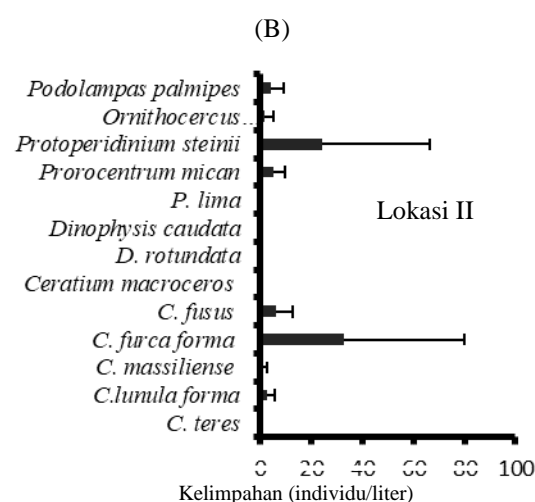 (B)
Podolampas palmipes
Ornithocercus ...
Protoperidinium steinii
Prorocentrum mican
P. lima
Lokasi II
Dinophysis caudata
D. rotundata
Ceratium macroceros
C. fusus
C. furca forma
C. massiliense
C.lunula forma
C. teres
0 20 40 60 80 100
Kelimpahan (individu/liter)